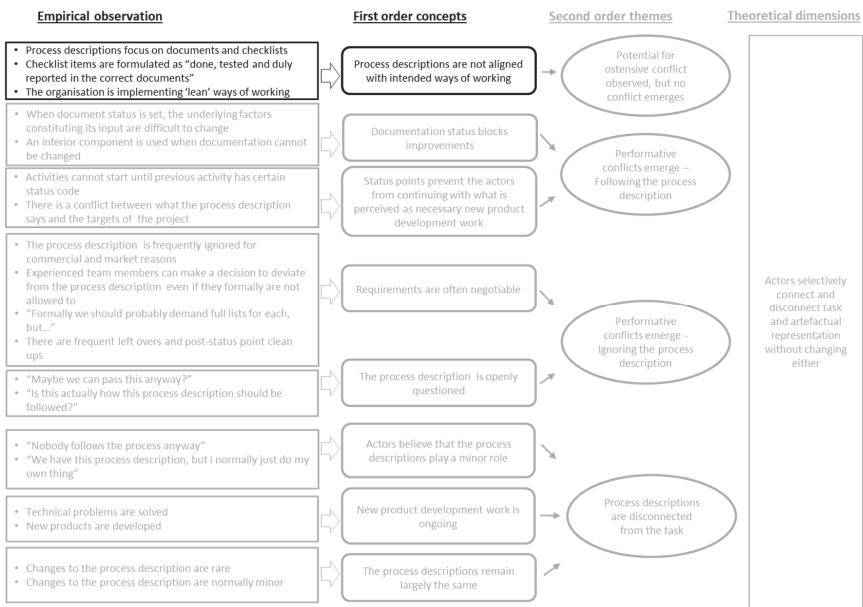 Empirical observation
First order concepts
Second order themes
Theoretical dimensions
• Process descriptions focus on documents and checklists
• Checklist items are formulated as “done, tested and duly
reported in the correct documents”
• The organisation is implementing ‘lean’ ways of working
Process descriptions are not aligned
with intended ways of working
Potential for
ostensive conflict
observed, but no
conflict emerges
• When document status is set, the underlying factors
constituting its input are difficult to change
• An inferior component is used when documentation cannot
be changed
Documentation status blocks
improvements
• Activities cannot start until previous activity has certain
status code
• There is a conflict between what the process description
says and the targets of the project
Status points prevent the actors
from continuing with what is
perceived as necessary new product
development work
Performative
conflicts emerge –
Following the process
description
• The process description is frequently ignored for
commercial and market reasons
• Experienced team members can make a decision to deviate
from the process description even if they formally are not
allowed to
• “Formally we should probably demand full lists for each,
but…”
• There are frequent left overs and post-status point clean
ups
Requirements are often negotiable
• “Maybe we can pass this anyway?”
• “Is this actually how this process description should be
followed?”
The process description is openly
questioned
Performative
conflicts emerge -
Ignoring the process
description
• “Nobody follows the process anyway”
• “We have this process description, but I normally just do my
own thing”
Actors believe that the process
descriptions play a minor role
• Technical problems are solved
• New products are developed
New product development work is
ongoing
• Changes to the process description are rare
• Changes to the process description are normally minor
The process descriptions remain
largely the same
Process descriptions
are disconnected
from the task
Actors selectively
connect and
disconnect task
and artefactual
representation
without changing
either